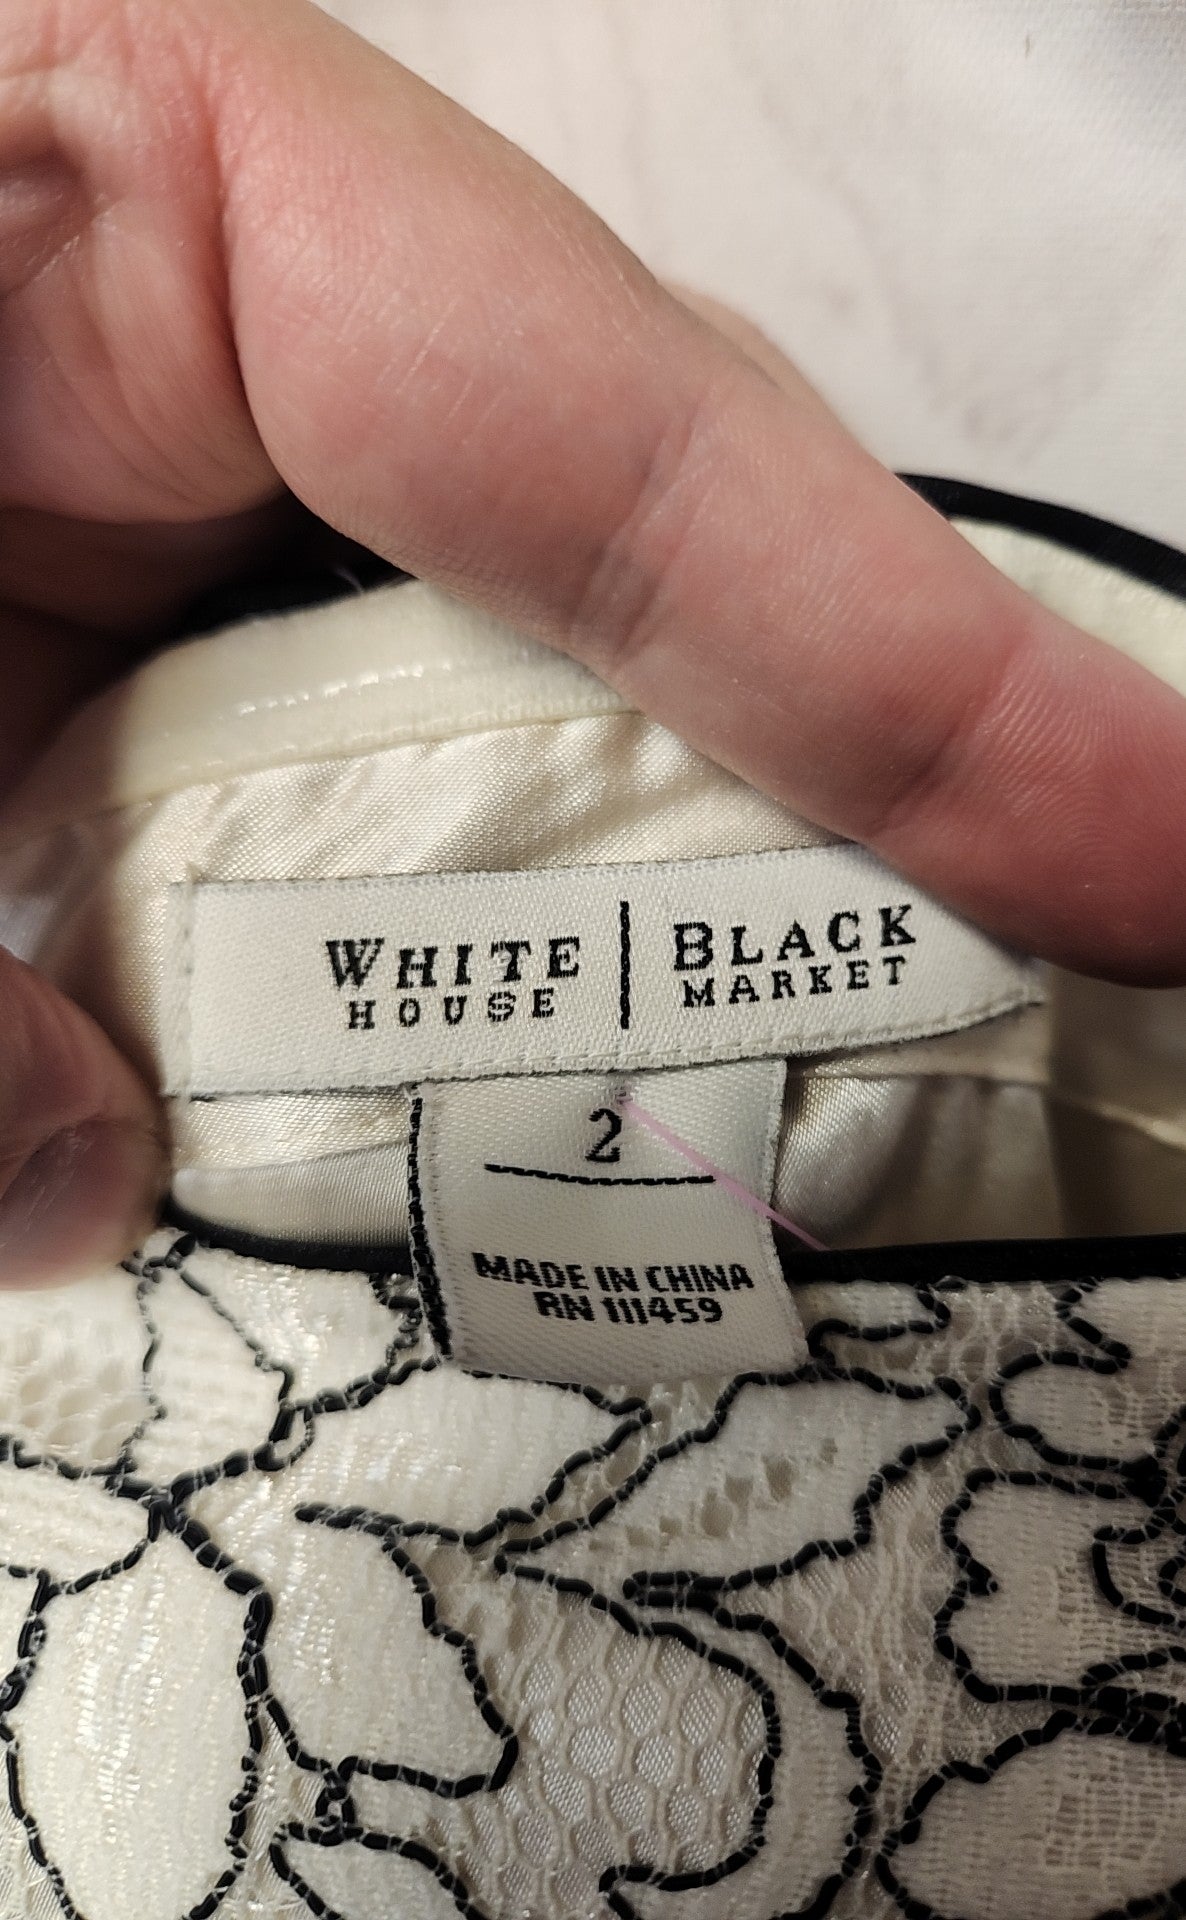 WHITE | BLACK
HOUSE | MARKET
2
MADE IN CHINA
RN 111459